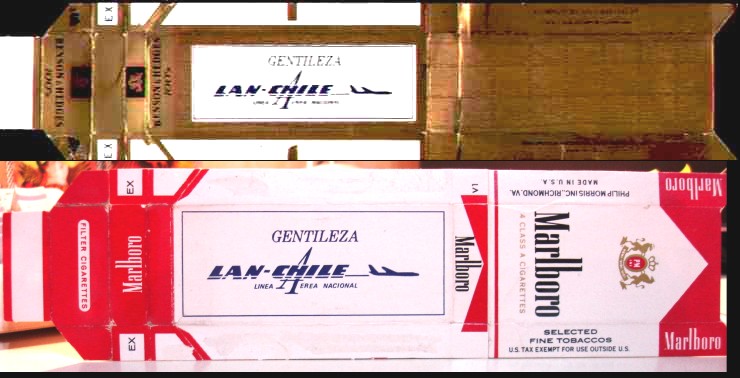 EX
BENSON & HEDGES
100's
BENSON & HEDGES
100's
GENTILEZA
LAN-CHILE
LINEA AEREA NACIONAL
EX
EX
FILTER CIGARETTES
Marlboro
GENTILEZA
LAN-CHILE
LINEA AEREA NACIONAL
EX
V1
Marlboro
PHILIP MORRIS, INC., RICHMOND, VA.
MADE IN U.S.A.
Marlboro
A CLASS A CIGARETTES
SELECTED
FINE TOBACCOS
U.S. TAX EXEMPT FOR USE OUTSIDE U.S.
Marlboro
Marlboro